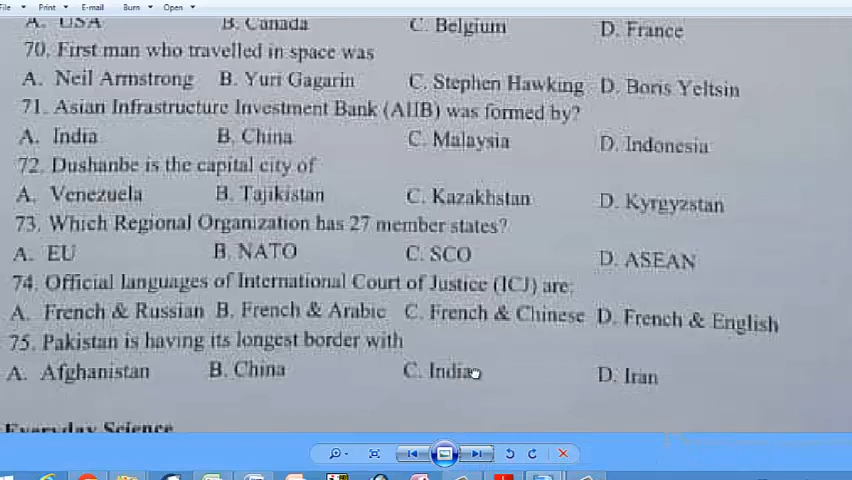 File Print E-mail Burn Open
A. USA B. Canada C. Belgium D. France
70. First man who travelled in space was
A. Neil Armstrong B. Yuri Gagarin C. Stephen Hawking D. Boris Yeltsin
71. Asian Infrastructure Investment Bank (AIIB) was formed by?
A. India B. China C. Malaysia D. Indonesia
72. Dushanbe is the capital city of
A. Venezuela B. Tajikistan C. Kazakhstan D. Kyrgyzstan
73. Which Regional Organization has 27 member states?
A. EU B. NATO C. SCO D. ASEAN
74. Official languages of International Court of Justice (ICJ) are:
A. French & Russian B. French & Arabic C. French & Chinese D. French & English
75. Pakistan is having its longest border with
A. Afghanistan B. China C. India D. Iran
Everyday Science